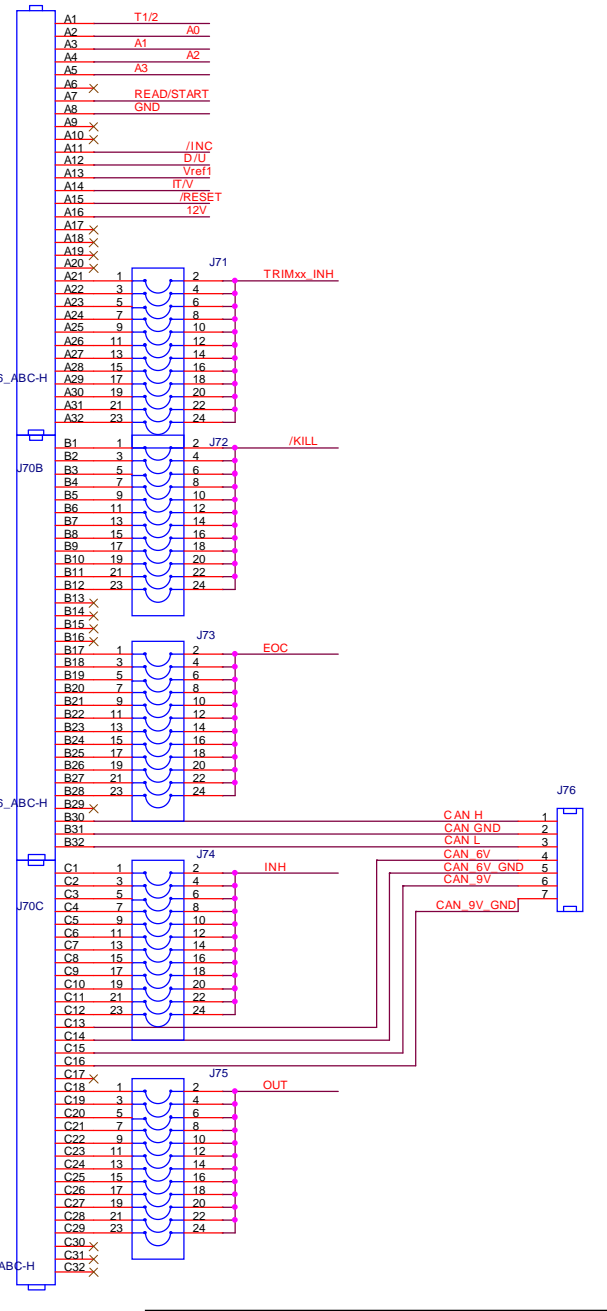 A1 T1/2
A2 A0
A3 A1
A4 A2
A5 A3
A6
A7 READ/START
A8 GND
A9
A10
A11 /INC
A12 D/U
A13 Vref1
A14 IT/V
A15 /RESET
A16 12V
A17
A18
A19
A20
J71
A21 1 2 TRIMxx_INH
A22 3 4
A23 5 6
A24 7 8
A25 9 10
A26 11 12
A27 13 14
A28 15 16
6_ABC-H A29 17 18
A30 19 20
A31 21 22
A32 23 24
B1 1 2 J72 /KILL
B2 3 4
J70B B3 5 6
B4 7 8
B5 9 10
B6 11 12
B7 13 14
B8 15 16
B9 17 18
B10 19 20
B11 21 22
B12 23 24
B13
B14
B15
B16
J73
B17 1 2 EOC
B18 3 4
B19 5 6
B20 7 8
B21 9 10
B22 11 12
B23 13 14
B24 15 16
B25 17 18
B26 19 20
B27 21 22
B28 23 24 J76
6_ABC-H B29
B30 CAN H 1
B31 CAN GND 2
B32 CAN L 3
J74 CAN_6V 4
C1 1 2 INH CAN_6V_GND 5
C2 3 4 CAN_9V 6
C3 5 6 7
J70C C4 7 8 CAN_9V_GND
C5 9 10
C6 11 12
C7 13 14
C8 15 16
C9 17 18
C10 19 20
C11 21 22
C12 23 24
C13
C14
C15
C16
C17 J75
C18 1 2 OUT
C19 3 4
C20 5 6
C21 7 8
C22 9 10
C23 11 12
C24 13 14
C25 15 16
C26 17 18
C27 19 20
C28 21 22
C29 23 24
C30
C31
ABC-H C32